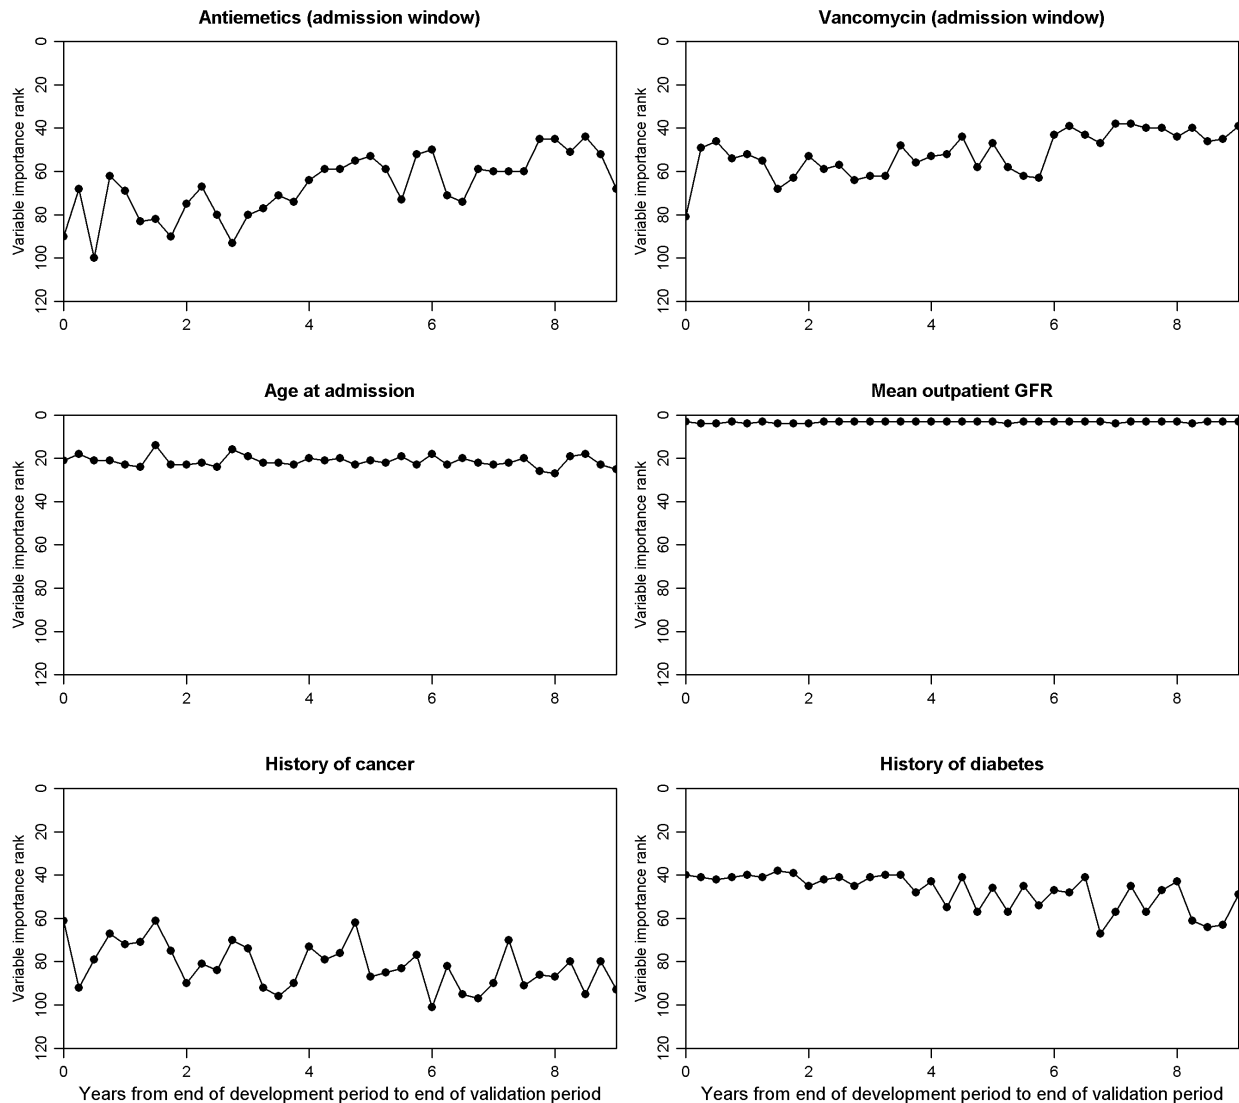 Antiemetics (admission window)
Variable importance rank
0
20
40
60
80
100
120
0 2 4 6 8
Vancomycin (admission window)
Variable importance rank
0
20
40
60
80
100
120
0 2 4 6 8
Age at admission
Variable importance rank
0
20
40
60
80
100
120
0 2 4 6 8
Mean outpatient GFR
Variable importance rank
0
20
40
60
80
100
120
0 2 4 6 8
History of cancer
Variable importance rank
0
20
40
60
80
100
120
0 2 4 6 8
Years from end of development period to end of validation period
History of diabetes
Variable importance rank
0
20
40
60
80
100
120
0 2 4 6 8
Years from end of development period to end of validation period